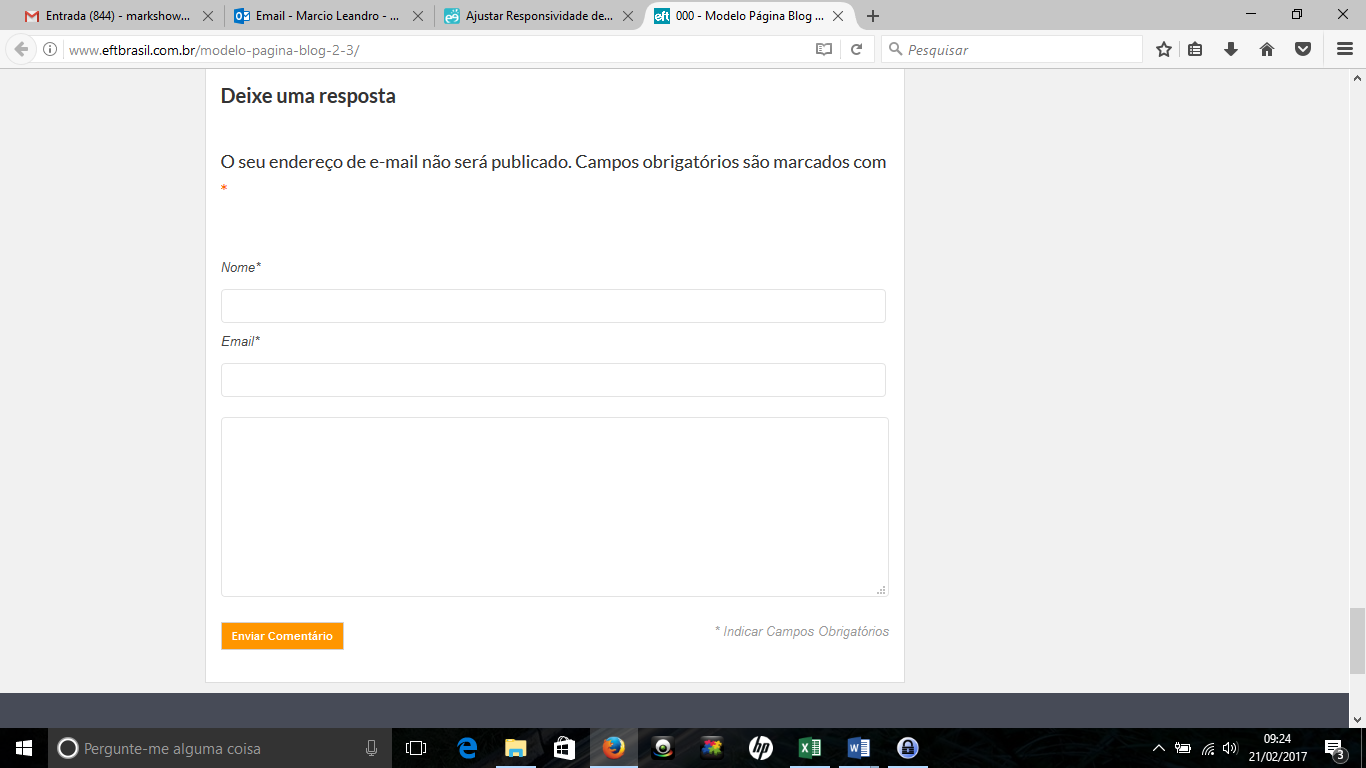 Entrada (844) - markshow...
Email - Marcio Leandro - ...
Ajustar Responsividade de...
eft
000 - Modelo Página Blog ...
www.eftbrasil.com.br/modelo-pagina-blog-2-3/
Pesquisar
Deixe uma resposta
O seu endereço de e-mail não será publicado. Campos obrigatórios são marcados com
*
Nome*
Email*
Enviar Comentário
* Indicar Campos Obrigatórios
Pergunte-me alguma coisa
hp
09:24
21/02/2017
3